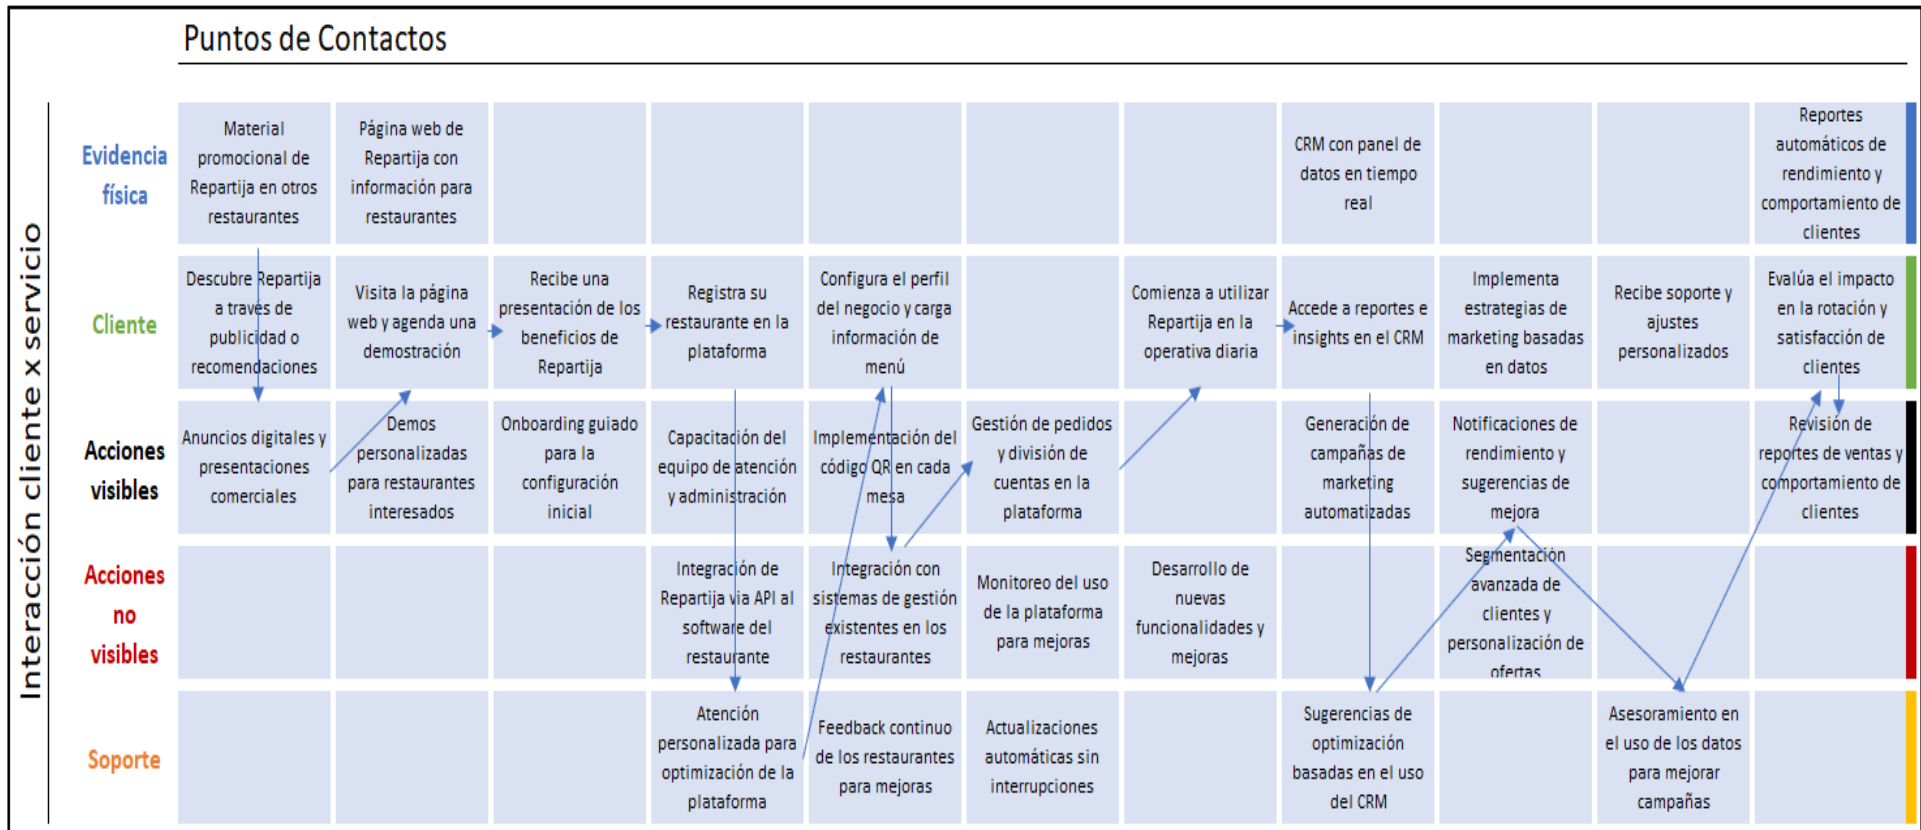 Puntos de Contactos
Interacción cliente x servicio
Evidencia
física
Material
promocional de
Repartija en otros
restaurantes
Página web de
Repartija con
información para
restaurantes
CRM con panel de
datos en tiempo
real
Reportes
automáticos de
rendimiento y
comportamiento de
clientes
Cliente
Descubre Repartija
a través de
publicidad o
recomendaciones
Visita la página
web y agenda una
demostración
Recibe una
presentación de los
beneficios de
Repartija
Registra su
restaurante en la
plataforma
Configura el perfil
del negocio y carga
información de
menú
Comienza a utilizar
Repartija en la
operativa diaria
Accede a reportes e
insights en el CRM
Implementa
estrategias de
marketing basadas
en datos
Recibe soporte y
ajustes
personalizados
Evalúa el impacto
en la rotación y
satisfacción de
clientes
Acciones
visibles
Anuncios digitales y
presentaciones
comerciales
Demos
personalizadas
para restaurantes
interesados
Onboarding guiado
para la
configuración
inicial
Capacitación del
equipo de atención
y administración
Implementación del
código QR en cada
mesa
Gestión de pedidos
y división de
cuentas en la
plataforma
Generación de
campañas de
marketing
automatizadas
Notificaciones de
rendimiento y
sugerencias de
mejora
Revisión de
reportes de ventas y
comportamiento de
clientes
Acciones
no
visibles
Integración de
Repartija via API al
software del
restaurante
Integración con
sistemas de gestión
existentes en los
restaurantes
Monitoreo del uso
de la plataforma
para mejoras
Desarrollo de
nuevas
funcionalidades y
mejoras
Segmentación
avanzada de
clientes y
personalización de
ofertas
Soporte
Atención
personalizada para
optimización de la
plataforma
Feedback continuo
de los restaurantes
para mejoras
Actualizaciones
automáticas sin
interrupciones
Sugerencias de
optimización
basadas en el uso
del CRM
Asesoramiento en
el uso de los datos
para mejorar
campañas